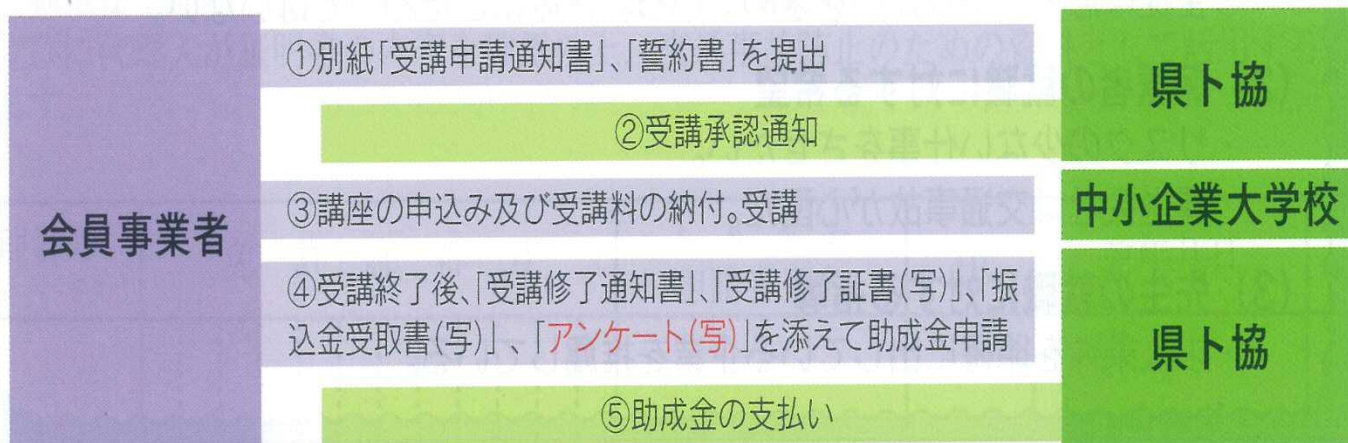 ①別紙「受講申請通知書」、「誓約書」を提出
県ト協
②受講承認通知
会員事業者
③講座の申込み及び受講料の納付。受講
中小企業大学校
④受講終了後、「受講修了通知書」、「受講修了証書(写)」、「振
込金受取書(写)」、「アンケート(写)」を添えて助成金申請
県ト協
⑤助成金の支払い